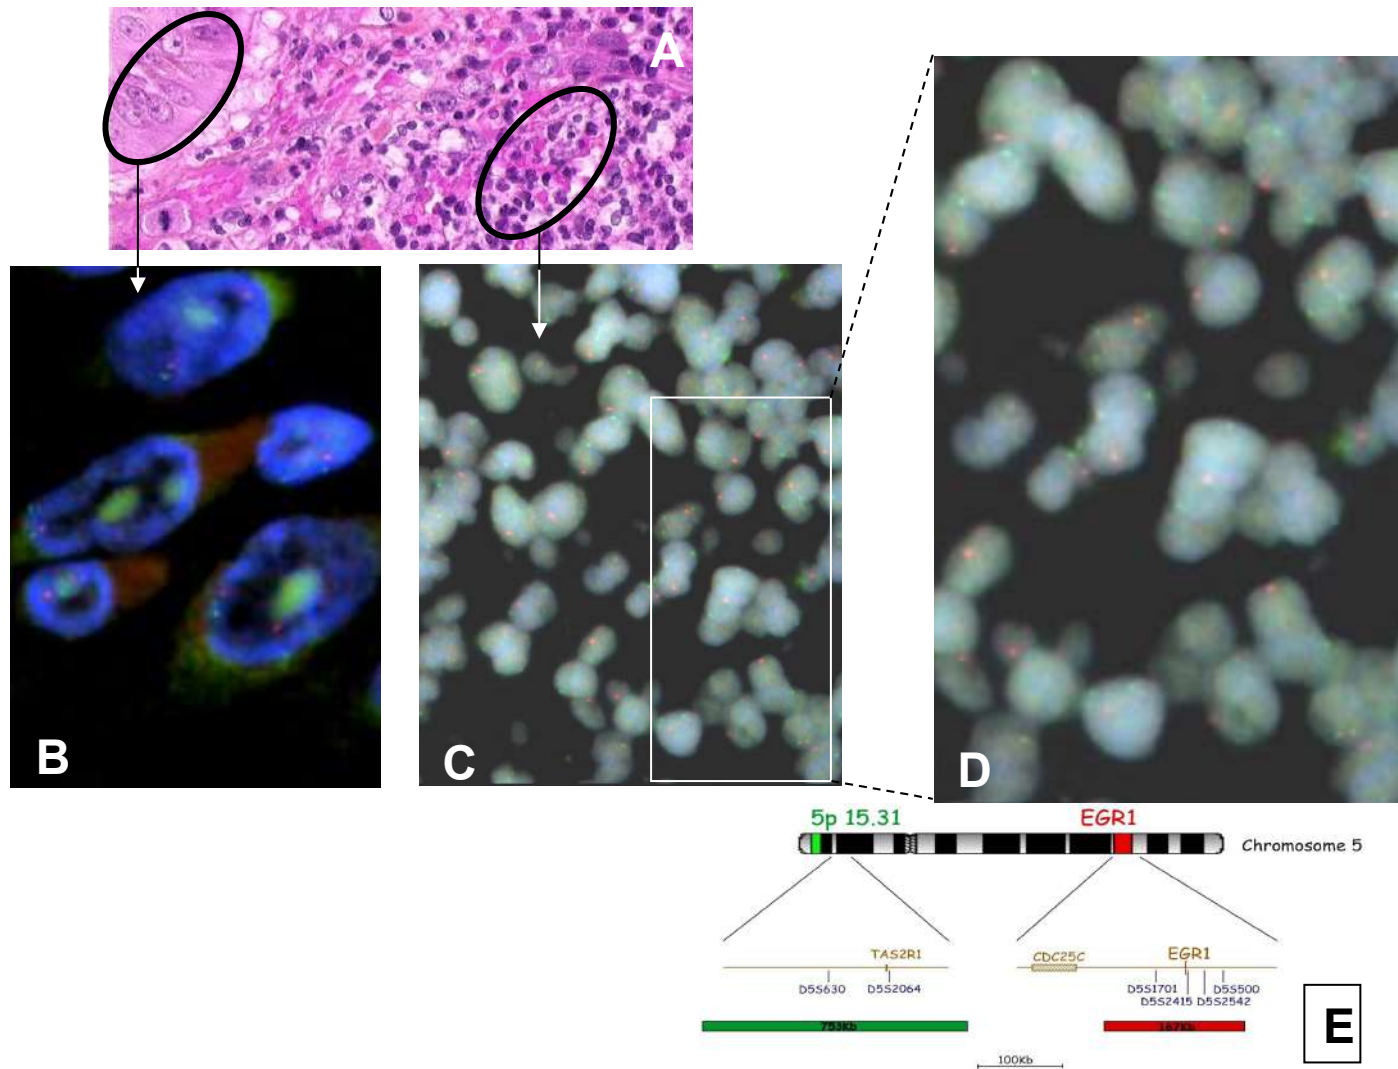 A
B
C
D
5p 15.31
EGR1
Chromosome 5
TAS2R1
D5S630
D5S2064
753Kb
CDC25C
EGR1
D5S1701
D5S500
D5S2415
D5S2542
167Kb
100Kb
E